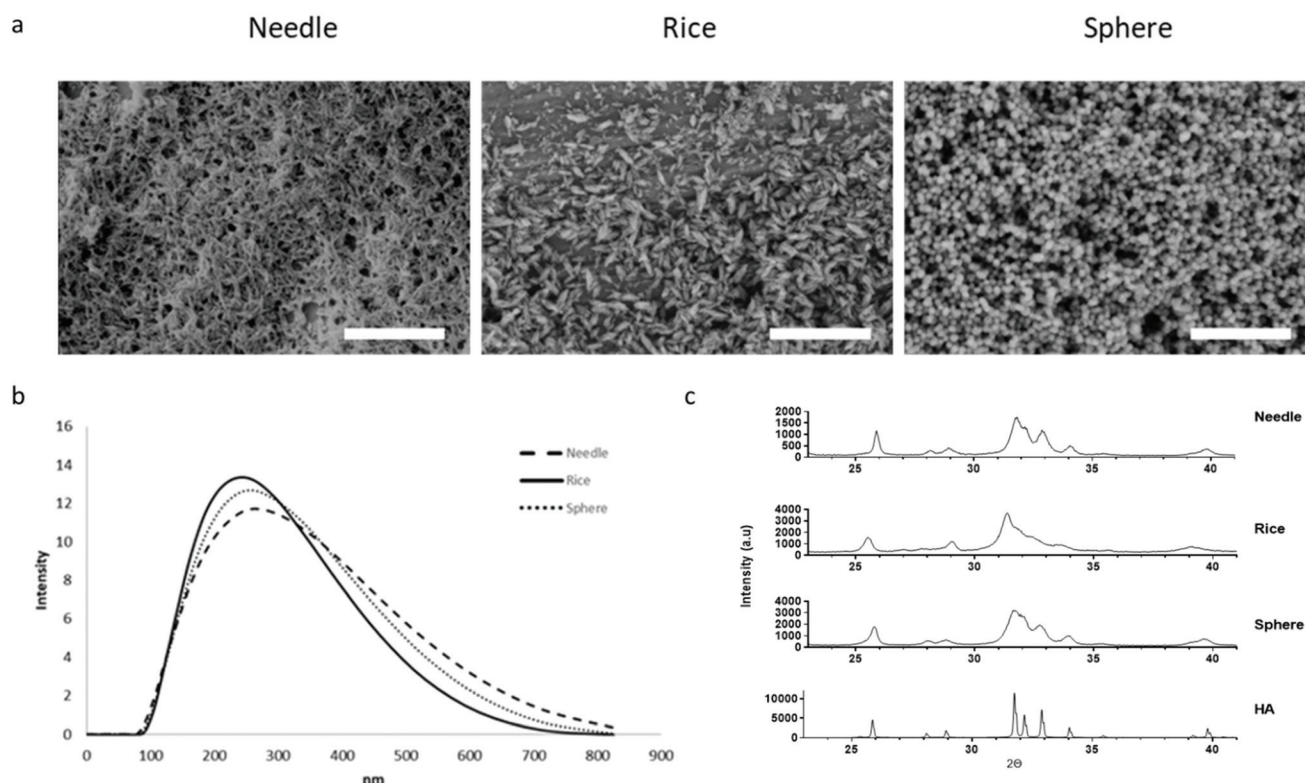 a
Needle
Rice
Sphere
b
16
14
12
10
8
6
4
2
0
Intensity
0 100 200 300 400 500 600 700 800 900
nm
Needle
Rice
Sphere
c
Intensity (a.u)
2000
1500
1000
500
0
25 30 35 40
Needle
4000
3000
2000
1000
0
25 30 35 40
Rice
4000
3000
2000
1000
0
25 30 35 40
Sphere
10000
5000
0
25 30 35 40
HA
2Θ